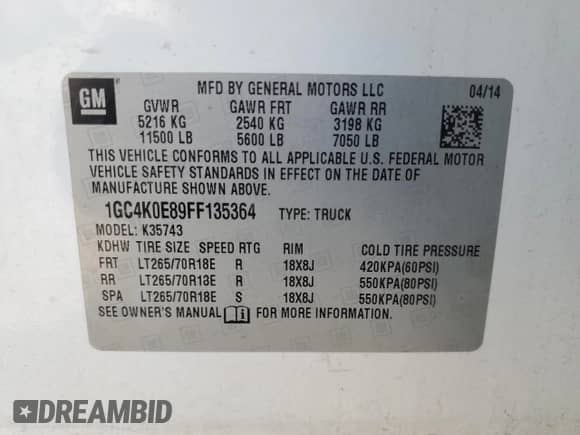 GM
MFD BY GENERAL MOTORS LLC 04/14
GVWR GAWR FRT GAWR RR
5216 KG 2540 KG 3198 KG
11500 LB 5600 LB 7050 LB
THIS VEHICLE CONFORMS TO ALL APPLICABLE U.S. FEDERAL MOTOR
VEHICLE SAFETY STANDARDS IN EFFECT ON THE DATE OF
MANUFACTURE SHOWN ABOVE.
1GC4K0E89FF135364 TYPE: TRUCK
MODEL: K35743
KDHW TIRE SIZE SPEED RTG RIM COLD TIRE PRESSURE
FRT LT265/70R18E R 18X8J 420KPA(60PSI)
RR LT265/70R13E R 18X8J 550KPA(80PSI)
SPA LT265/70R18E S 18X8J 550KPA(80PSI)
SEE OWNER'S MANUAL i FOR MORE INFORMATION.
DREAMBID